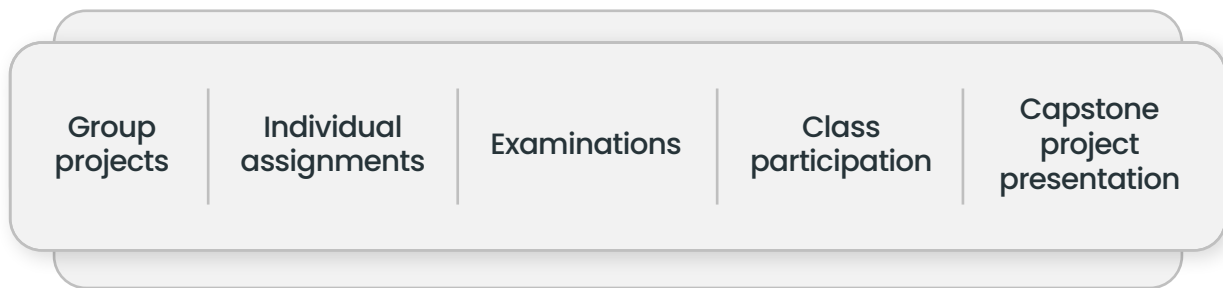 Group
projects
Individual
assignments
Examinations
Class
participation
Capstone
project
presentation